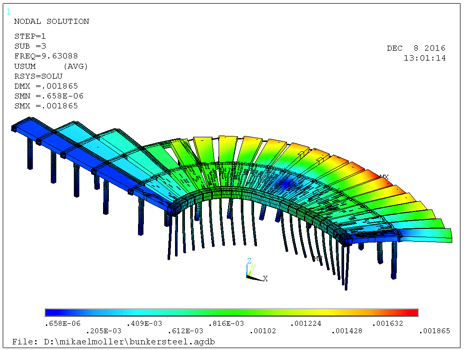 1
NODAL SOLUTION
STEP=1
SUB =3
FREQ=9.63088
USUM (AVG)
RSYS=SOLU
DMX =.001865
SMN =.658E-06
SMX =.001865
DEC 8 2016
13:01:14
MX
MN
Z
Y
X
.658E-06 .409E-03 .816E-03 .001224 .001632
.205E-03 .612E-03 .00102 .001428 .001865
File: D:\mikaelmoller\bunkersteel.agdb